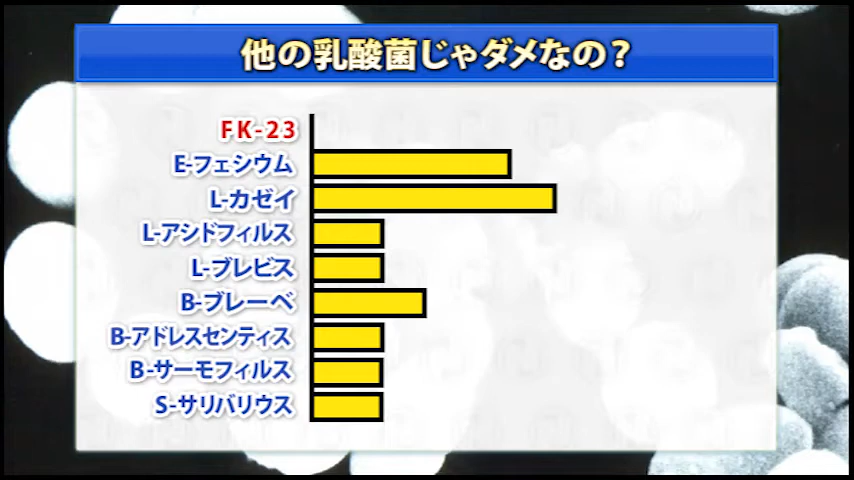 他の乳酸菌じゃダメなの？
FK-23
E-フェシウム
L-カゼイ
L-アシドフィルス
L-ブレビス
B-ブレーベ
B-アドレスセンティス
B-サーモフィルス
S-サリバリウス